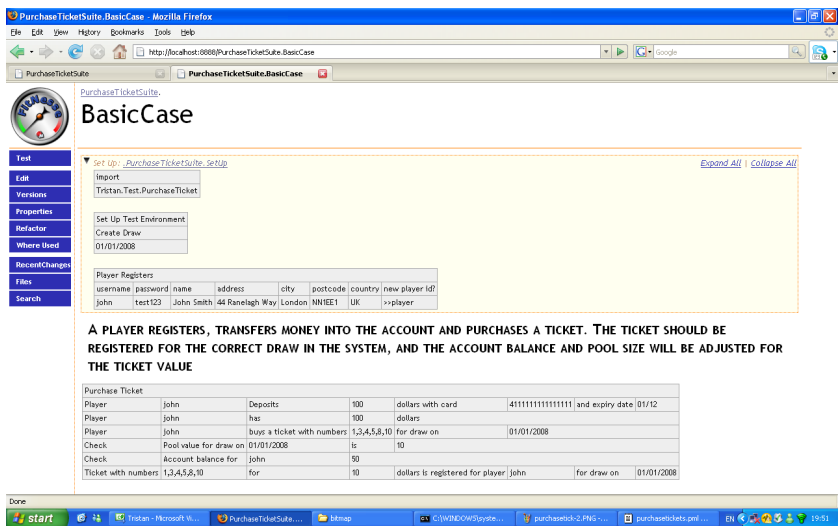 PurchaseTicketSuite.BasicCase - Mozilla Firefox
File Edit View History Bookmarks Tools Help
http://localhost:8888/PurchaseTicketSuite.BasicCase
Google
PurchaseTicketSuite
PurchaseTicketSuite.BasicCase
FitNesse
PurchaseTicketSuite.
BasicCase
Test
Edit
Versions
Properties
Refactor
Where Used
RecentChanges
Files
Search
Set Up: .PurchaseTicketSuite.SetUp
Expand All | Collapse All
import
Tristan.Test.PurchaseTicket
Set Up Test Environment
Create Draw
01/01/2008
Player Registers
username password name address city postcode country new player Id?
john test123 John Smith 44 Ranelagh Way London NN1EE1 UK >>player
A PLAYER REGISTERS, TRANSFERS MONEY INTO THE ACCOUNT AND PURCHASES A TICKET. THE TICKET SHOULD BE
REGISTERED FOR THE CORRECT DRAW IN THE SYSTEM, AND THE ACCOUNT BALANCE AND POOL SIZE WILL BE ADJUSTED FOR
THE TICKET VALUE
Purchase Ticket
Player john Deposits 100 dollars with card 4111111111111111 and expiry date 01/12
Player john has 100 dollars
Player john buys a ticket with numbers 1,3,4,5,8,10 for draw on 01/01/2008
Check Pool value for draw on 01/01/2008 is 10
Check Account balance for john 50
Ticket with numbers 1,3,4,5,8,10 for 10 dollars is registered for player john for draw on 01/01/2008
Done
start
Tristan - Microsoft Vi...
PurchaseTicketSuite....
bitmap
C:\WINDOWS\syste...
purchasetick-2.PNG -...
purchasetickets.pml ...
EN
19:51